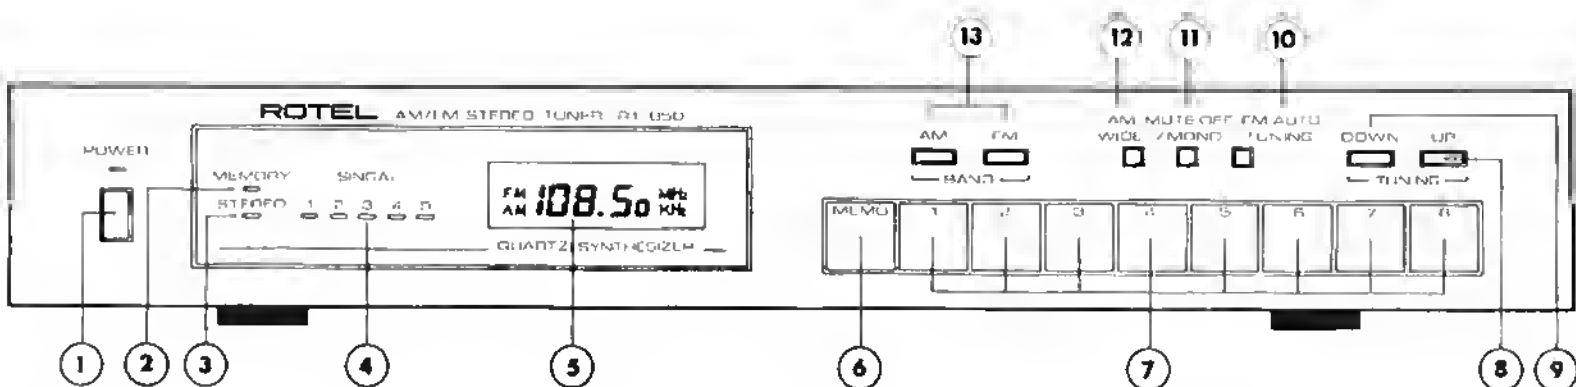 13 12 11 10
ROTEL AM/FM STEREO TUNER RT-850
POWER
MEMORY SINGAL
STEREO 1 2 3 4 5
FM 108.50 MHz
AM KHz
QUARTZ SYNTHESIZER
AM FM
BAND
AM WIDE
MUTE OFF /MONO
FM AUTO TUNING
DOWN UP
TUNING
MEMO 1 2 3 4 5 6 7 8
1 2 3 4 5 6 7 8 9